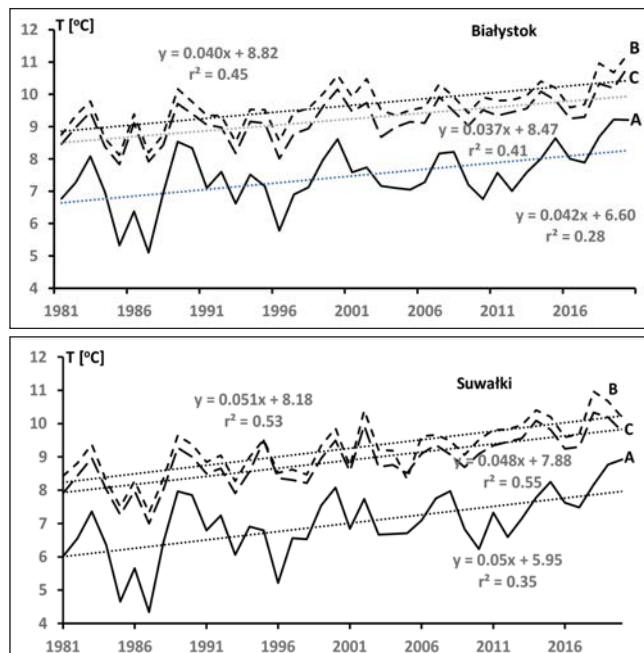 T [°C]
Białystok
12
11
10
9
8
7
6
5
4
y = 0.040x + 8.82
r² = 0.45
B
C
A
y = 0.037x + 8.47
r² = 0.41
y = 0.042x + 6.60
r² = 0.28
1981 1986 1991 1996 2001 2006 2011 2016
T [°C]
Suwałki
12
11
10
9
8
7
6
5
4
y = 0.051x + 8.18
r² = 0.53
B
C
A
y = 0.048x + 7.88
r² = 0.55
y = 0.05x + 5.95
r² = 0.35
1981 1986 1991 1996 2001 2006 2011 2016